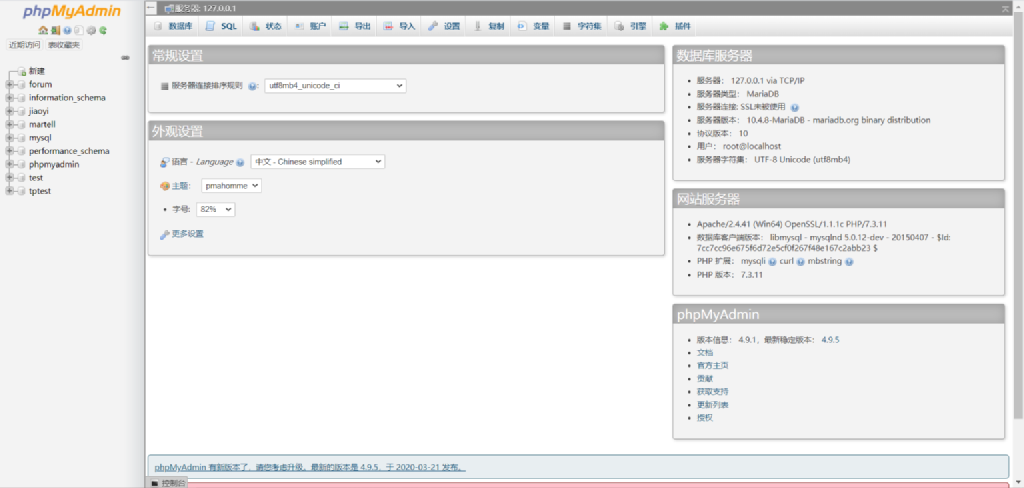 phpMyAdmin
近期访问 表收藏夹
新建
forum
information_schema
jiaoyi
martell
mysql
performance_schema
phpmyadmin
test
tptest
服务器: 127.0.0.1
数据库 SQL 状态 账户 导出 导入 设置 复制 变量 字符集 引擎 插件
常规设置
服务器连接排序规则 : utf8mb4_unicode_ci
外观设置
语言 - Language 中文 - Chinese simplified
主题: pmahomme
字号: 82%
更多设置
数据库服务器
服务器: 127.0.0.1 via TCP/IP
服务器类型: MariaDB
服务器连接: SSL未被使用
服务器版本: 10.4.8-MariaDB - mariadb.org binary distribution
协议版本: 10
用户: root@localhost
服务器字符集: UTF-8 Unicode (utf8mb4)
网站服务器
Apache/2.4.41 (Win64) OpenSSL/1.1.1c PHP/7.3.11
数据库客户端版本: libmysql - mysqlnd 5.0.12-dev - 20150407 - $Id:
7cc7cc96e675f6d72e5cf0f267f48e167c2abb23 $
PHP 扩展: mysqli curl mbstring
PHP 版本: 7.3.11
phpMyAdmin
版本信息: 4.9.1, 最新稳定版本: 4.9.5
文档
官方主页
贡献
获取支持
更新列表
授权
phpMyAdmin 有新版本了,请您考虑升级。最新的版本是 4.9.5,于 2020-03-21 发布。
控制台